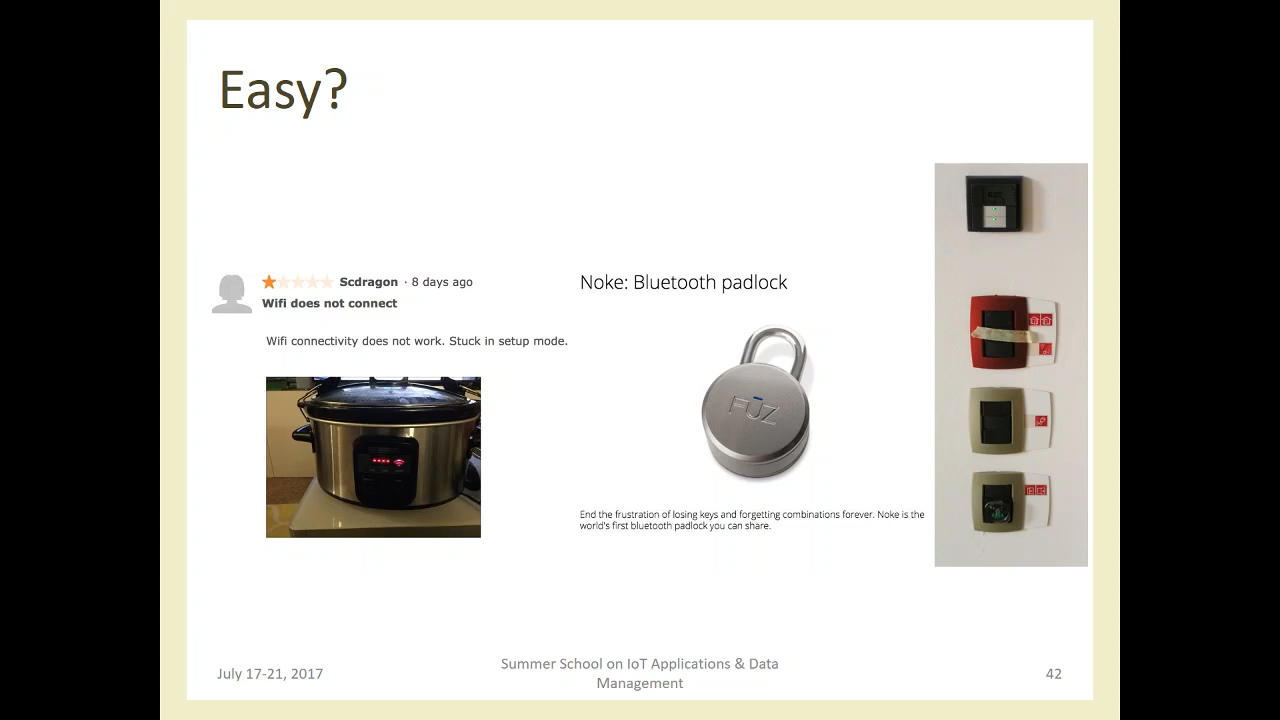 Easy?
Scdragon · 8 days ago
Wifi does not connect
Wifi connectivity does not work. Stuck in setup mode.
Noke: Bluetooth padlock
FŪZ
End the frustration of losing keys and forgetting combinations forever. Noke is the
world's first bluetooth padlock you can share.
July 17-21, 2017
Summer School on IoT Applications & Data
Management
42